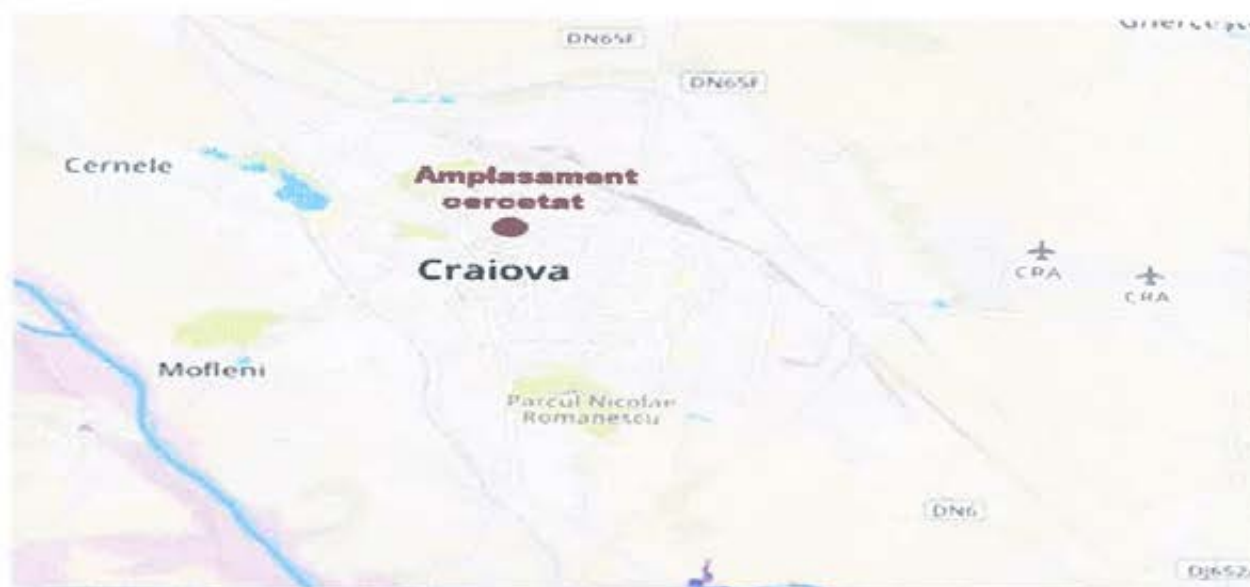 DN65F
DN65F
Cernele
Amplasament
cercetat
Craiova
CRA
CRA
Mofleni
Parcul Nicolae
Romanescu
DN6